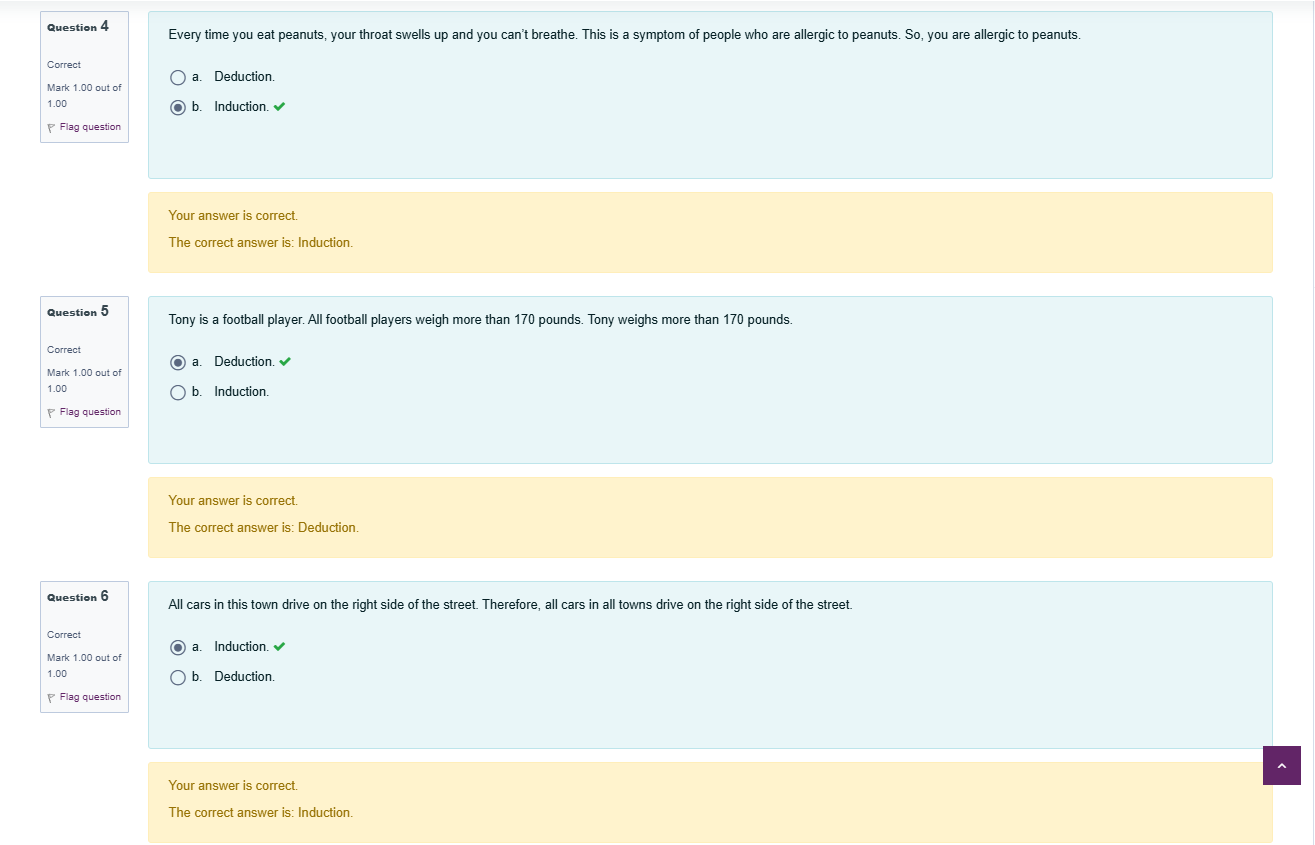 Question 4
Correct
Mark 1.00 out of
1.00
Flag question
Every time you eat peanuts, your throat swells up and you can't breathe. This is a symptom of people who are allergic to peanuts. So, you are allergic to peanuts.
a. Deduction.
b. Induction.
Your answer is correct.
The correct answer is: Induction.
Question 5
Correct
Mark 1.00 out of
1.00
Flag question
Tony is a football player. All football players weigh more than 170 pounds. Tony weighs more than 170 pounds.
a. Deduction.
b. Induction.
Your answer is correct.
The correct answer is: Deduction.
Question 6
Correct
Mark 1.00 out of
1.00
Flag question
All cars in this town drive on the right side of the street. Therefore, all cars in all towns drive on the right side of the street.
a. Induction.
b. Deduction.
Your answer is correct.
The correct answer is: Induction.